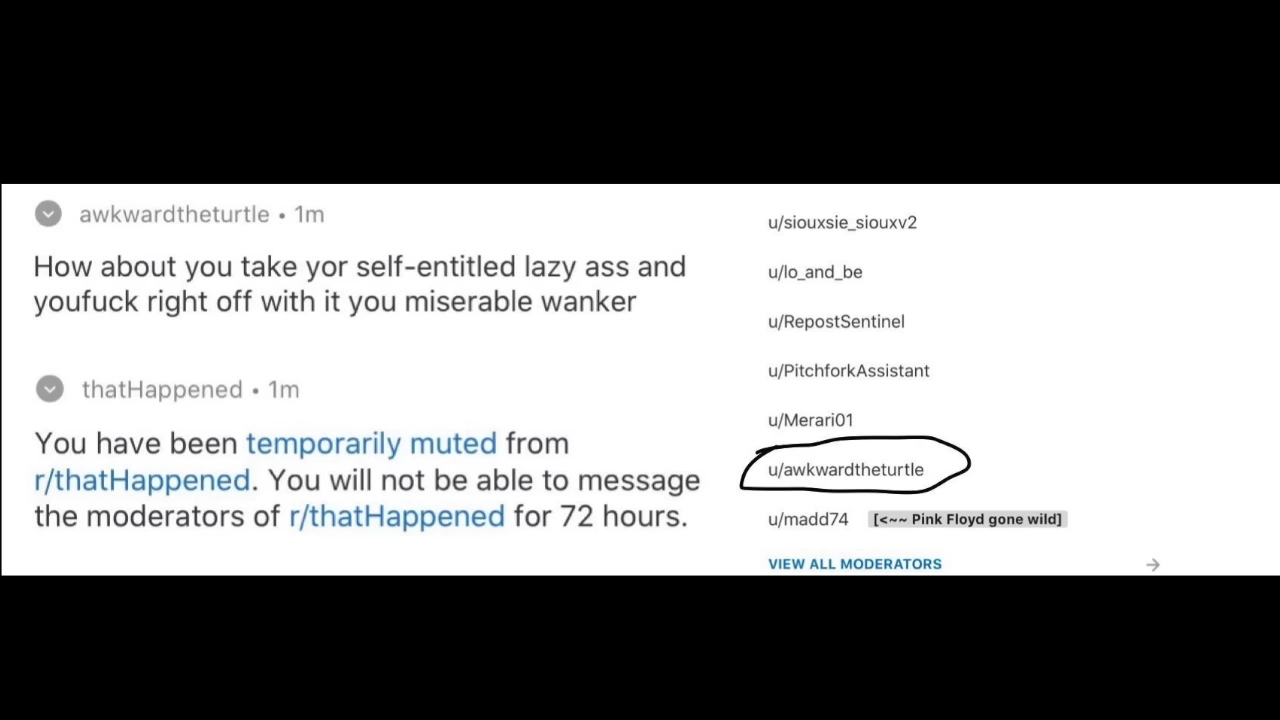 awkwardtheturtle • 1m
How about you take yor self-entitled lazy ass and
youfuck right off with it you miserable wanker
thatHappened • 1m
You have been temporarily muted from
r/thatHappened. You will not be able to message
the moderators of r/thatHappened for 72 hours.
u/siouxsie_siouxv2
u/lo_and_be
u/RepostSentinel
u/PitchforkAssistant
u/Merari01
u/awkwardtheturtle
u/madd74 [<~~ Pink Floyd gone wild]
VIEW ALL MODERATORS